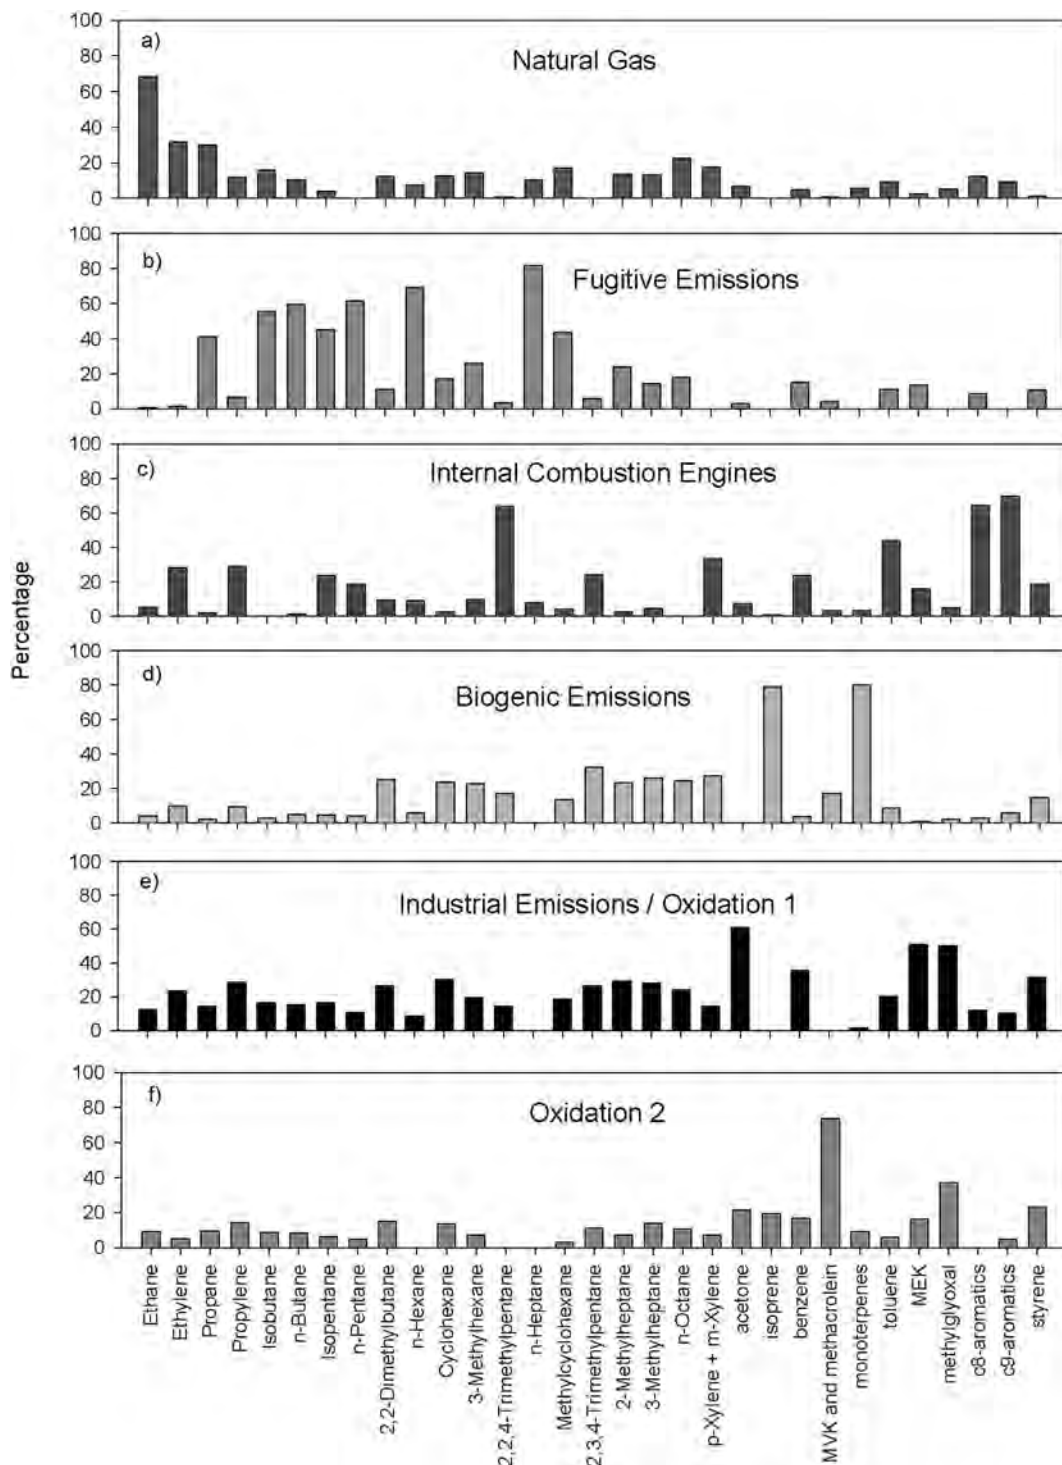 Percentage
100
80
60
40
20
0
a)
Natural Gas
100
80
60
40
20
0
b)
Fugitive Emissions
100
80
60
40
20
0
c)
Internal Combustion Engines
100
80
60
40
20
0
d)
Biogenic Emissions
100
80
60
40
20
0
e)
Industrial Emissions / Oxidation 1
100
80
60
40
20
0
f)
Oxidation 2
Ethane
Ethylene
Propane
Propylene
Isobutane
n-Butane
Isopentane
n-Pentane
2,2-Dimethylbutane
n-Hexane
Cyclohexane
3-Methylhexane
2,2,4-Trimethylpentane
n-Heptane
Methylcyclohexane
2,3,4-Trimethylpentane
2-Methylheptane
3-Methylheptane
n-Octane
p-Xylene + m-Xylene
acetone
isoprene
benzene
MVK and methacrolein
monoterpenes
toluene
MEK
methylglyoxal
c8-aromatics
c9-aromatics
styrene